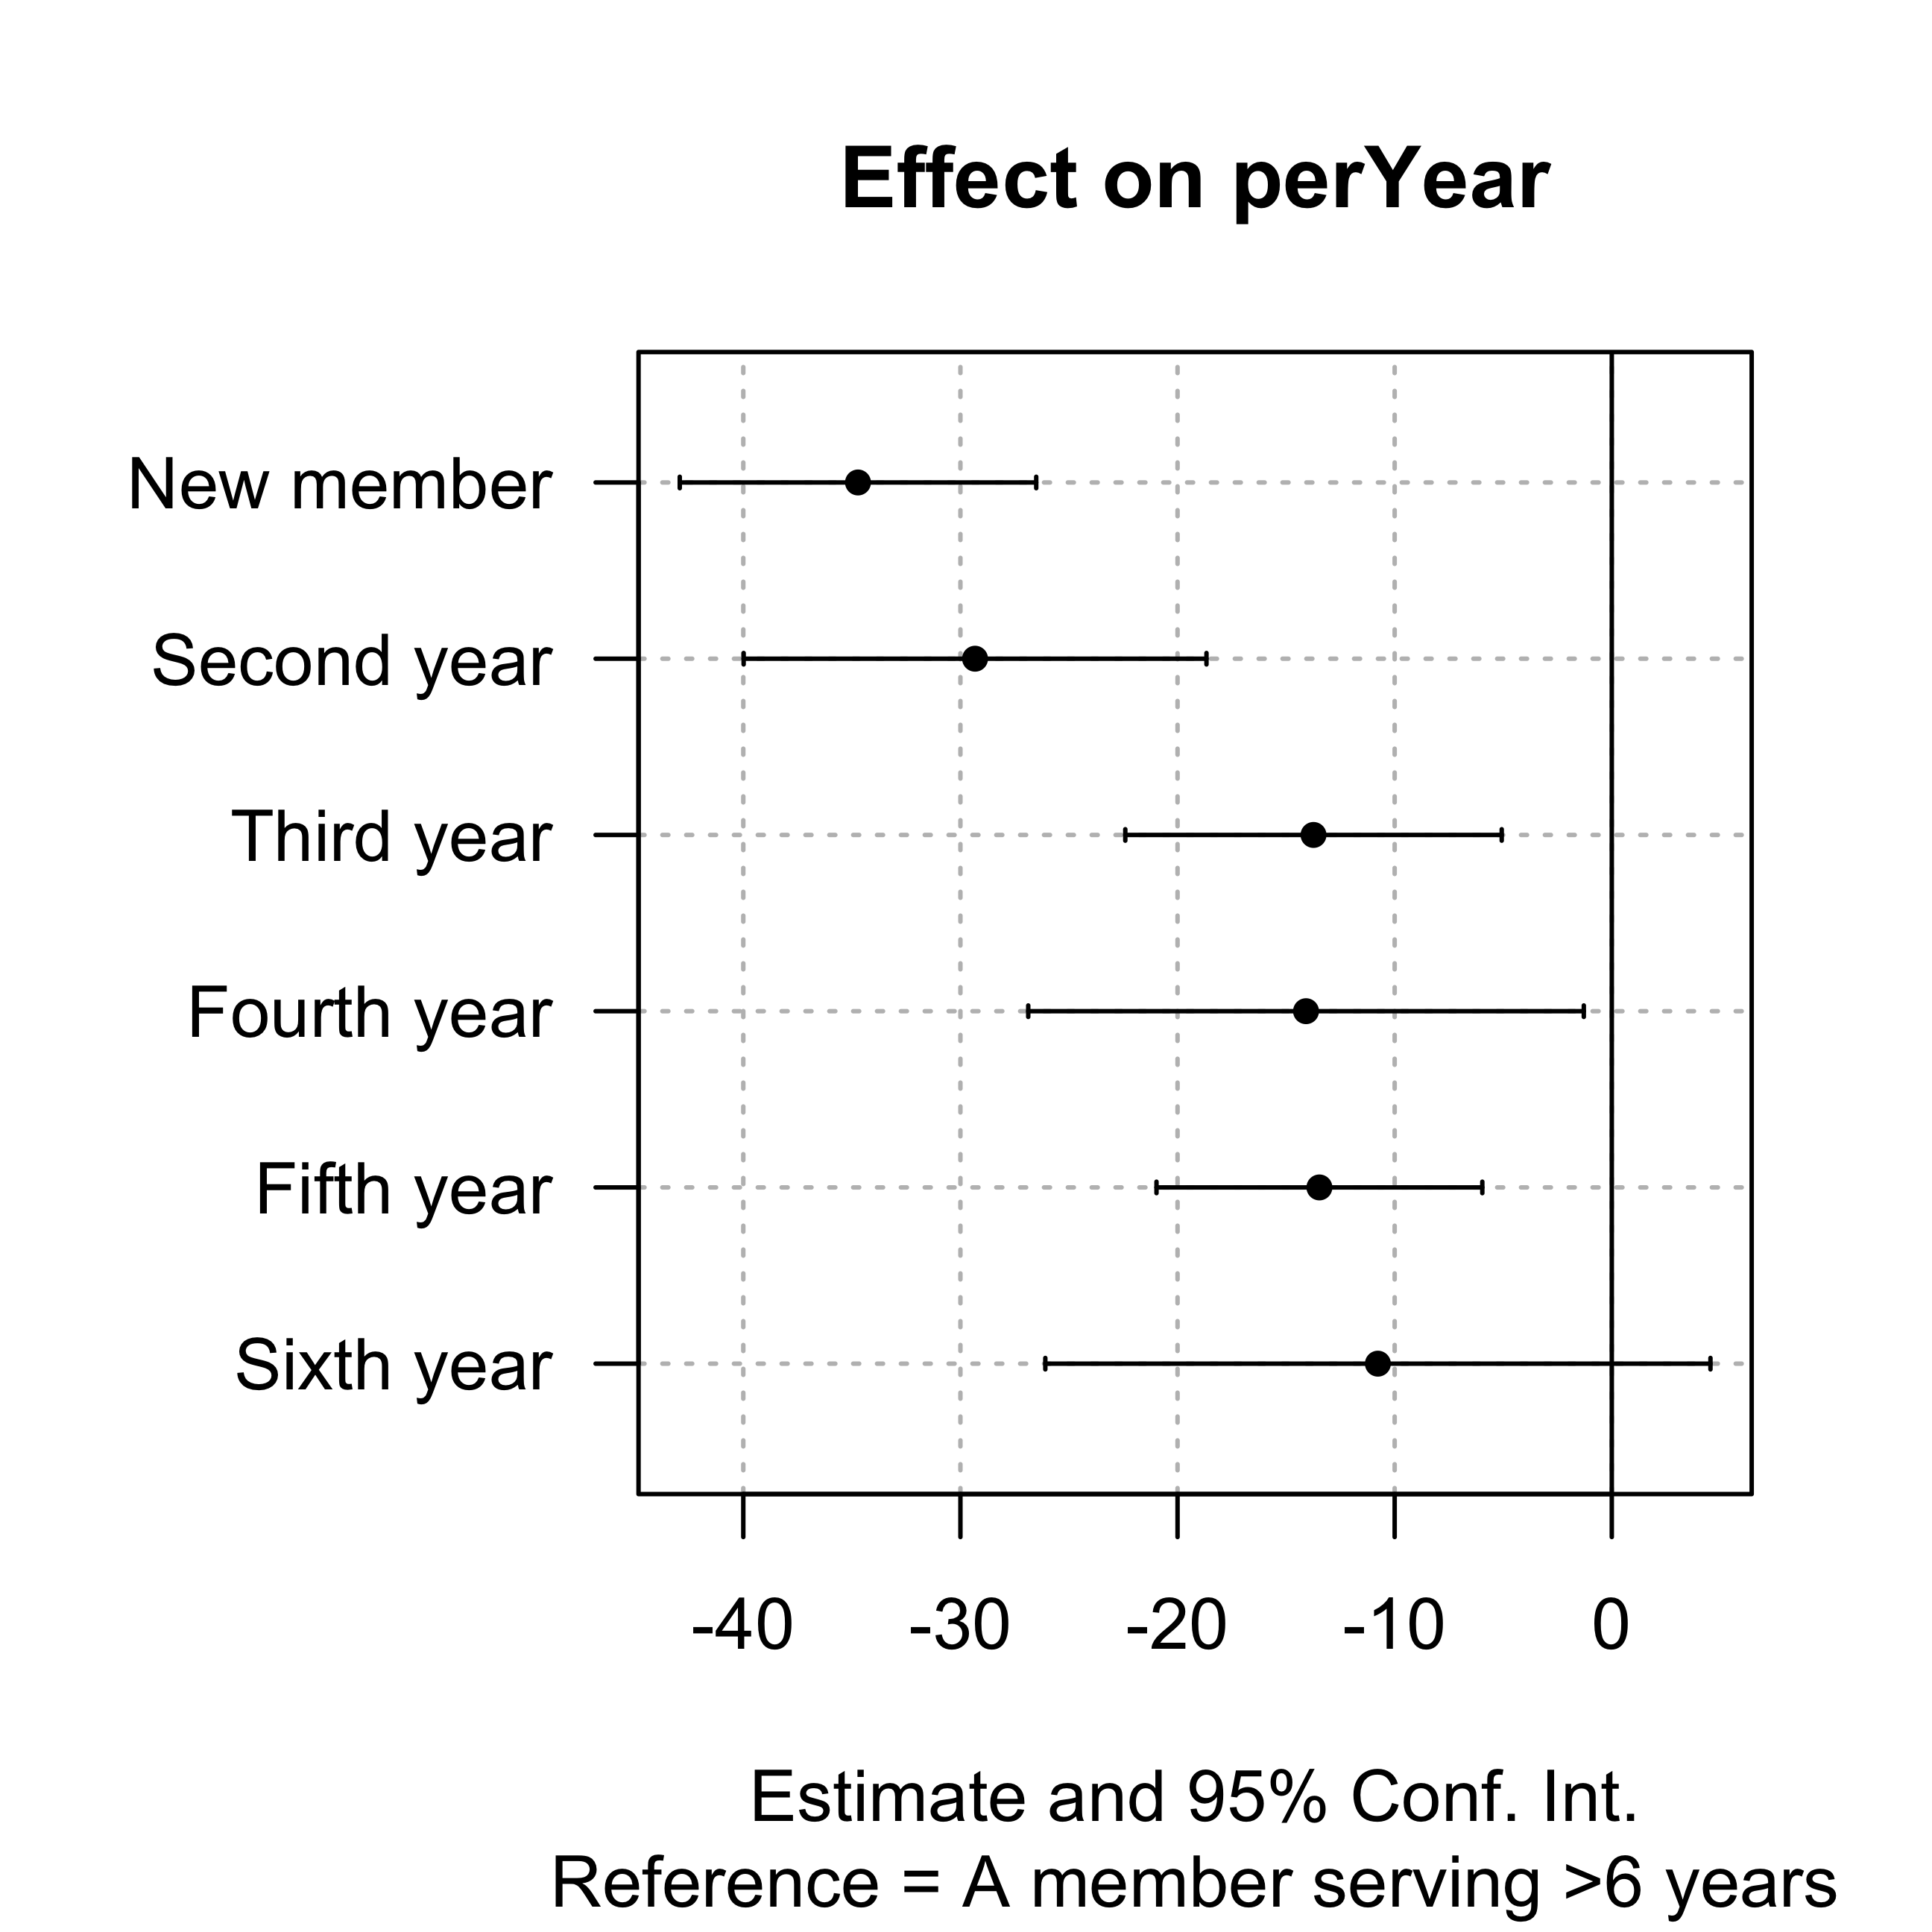 Effect on perYear
New member
Second year
Third year
Fourth year
Fifth year
Sixth year
-40 -30 -20 -10 0
Estimate and 95% Conf. Int.
Reference = A member serving >6 years